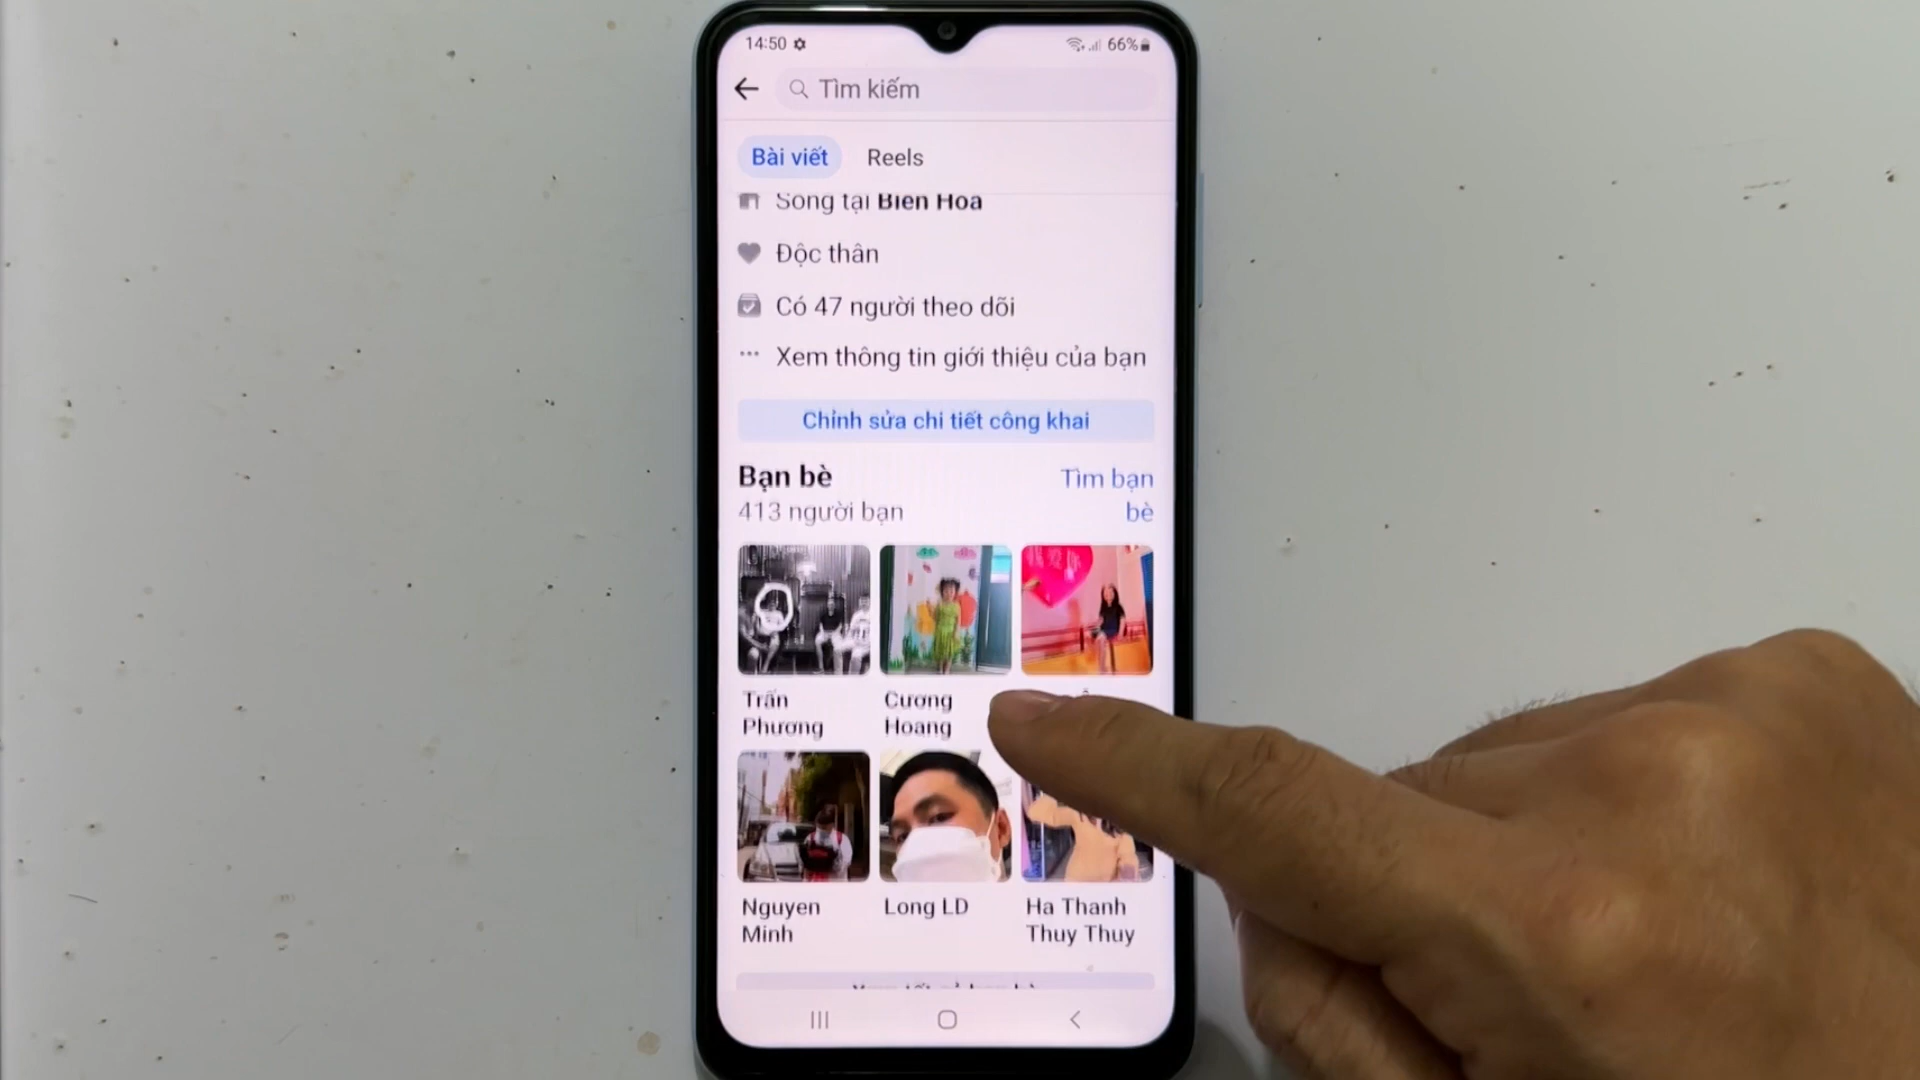 14:50
66%
Tìm kiếm
Bài viết
Reels
Sống tại Biên Hòa
Độc thân
Có 47 người theo dõi
Xem thông tin giới thiệu của bạn
Chỉnh sửa chi tiết công khai
Bạn bè
Tìm bạn bè
413 người bạn
Trấn Phương
Cương Hoang
Nguyen Minh
Long LD
Ha Thanh Thuy Thuy